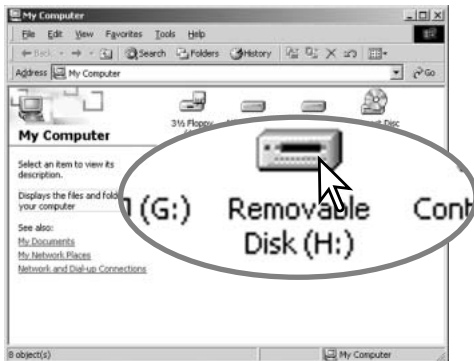 My Computer
File Edit View Favorites Tools Help
Back Search Folders History
Address My Computer Go
3½ Floppy Disc
My Computer
Select an item to view its
description.
Displays the files and fold
your computer
See also:
My Documents
My Network Places
Network and Dial-up Connections
(G:) Removable Cont
Disk (H:)
8 object(s) My Computer